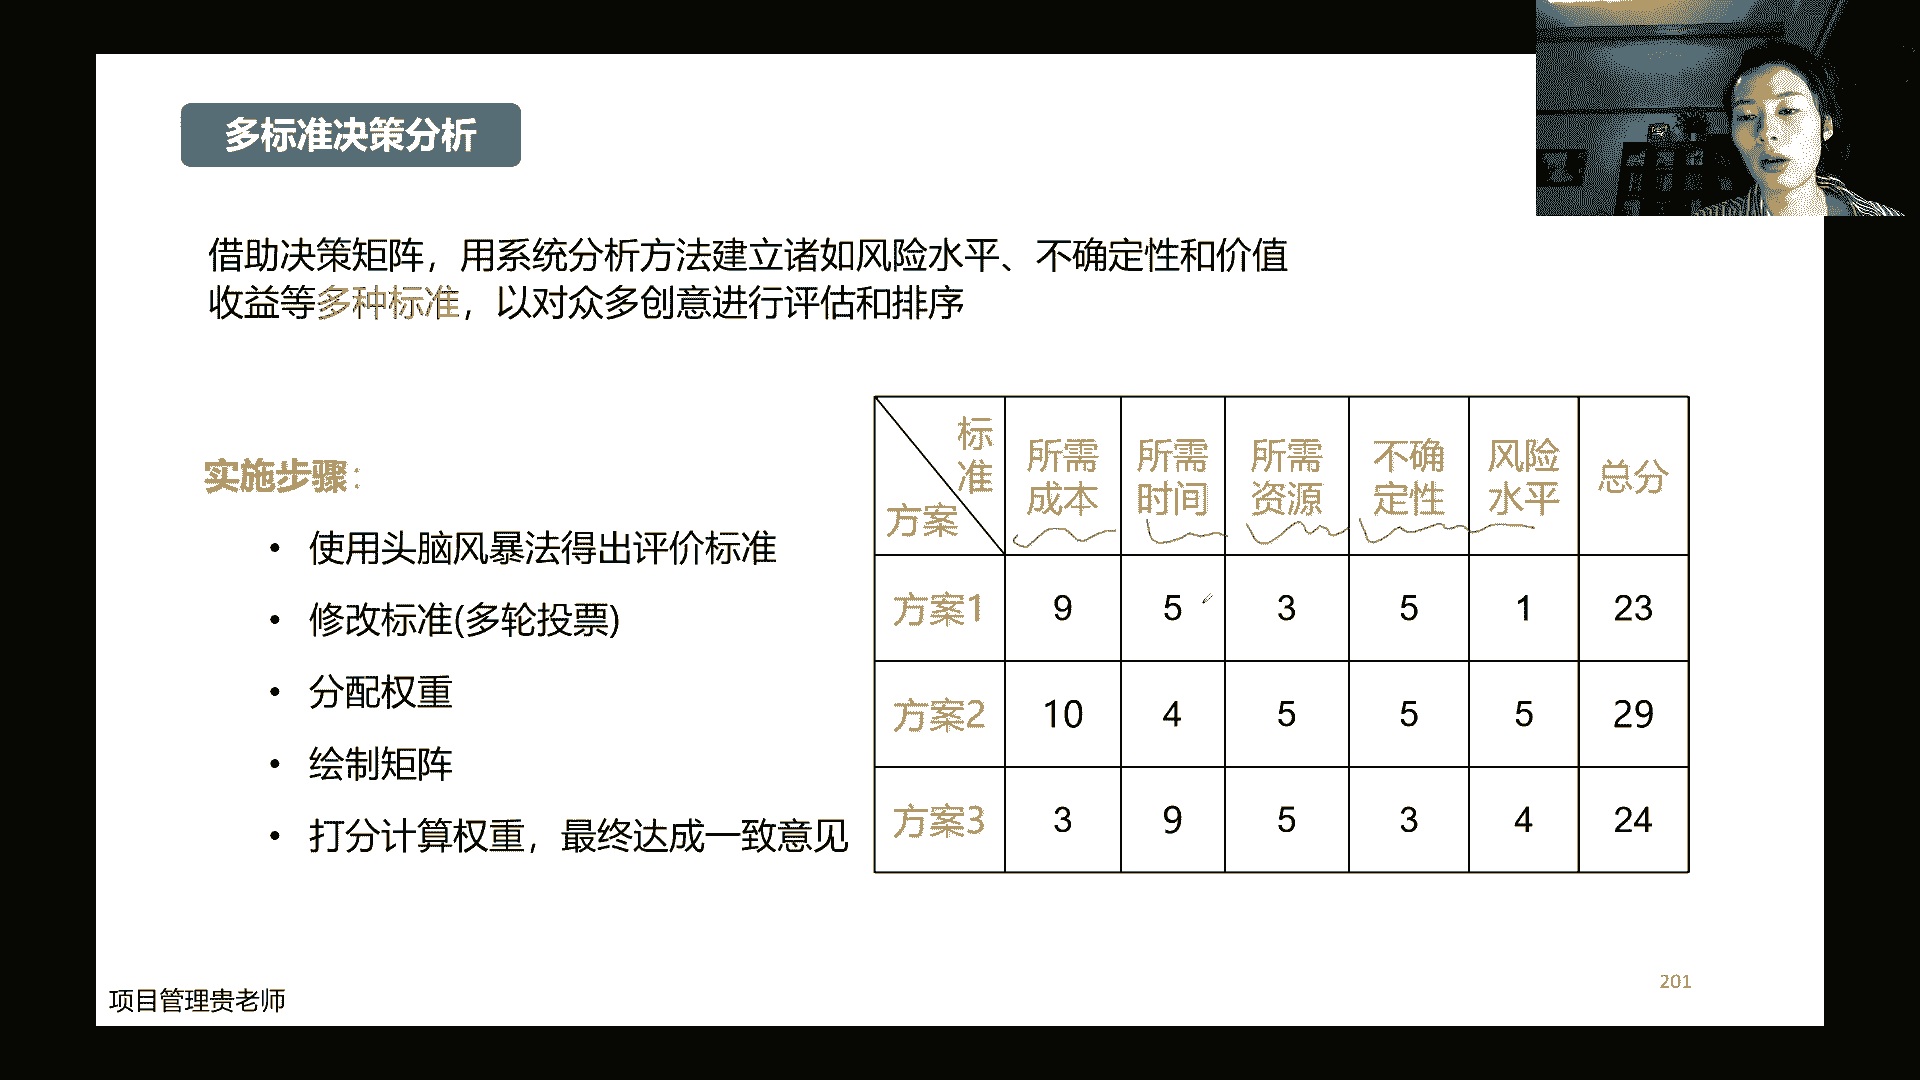 多标准决策分析
借助决策矩阵，用系统分析方法建立诸如风险水平、不确定性和价值
收益等多种标准，以对众多创意进行评估和排序
实施步骤：
• 使用头脑风暴法得出评价标准
• 修改标准(多轮投票)
• 分配权重
• 绘制矩阵
• 打分计算权重，最终达成一致意见
标准 方案 所需成本 所需时间 所需资源 不确定性 风险水平 总分
方案1 9 5 3 5 1 23
方案2 10 4 5 5 5 29
方案3 3 9 5 3 4 24
201
项目管理贵老师